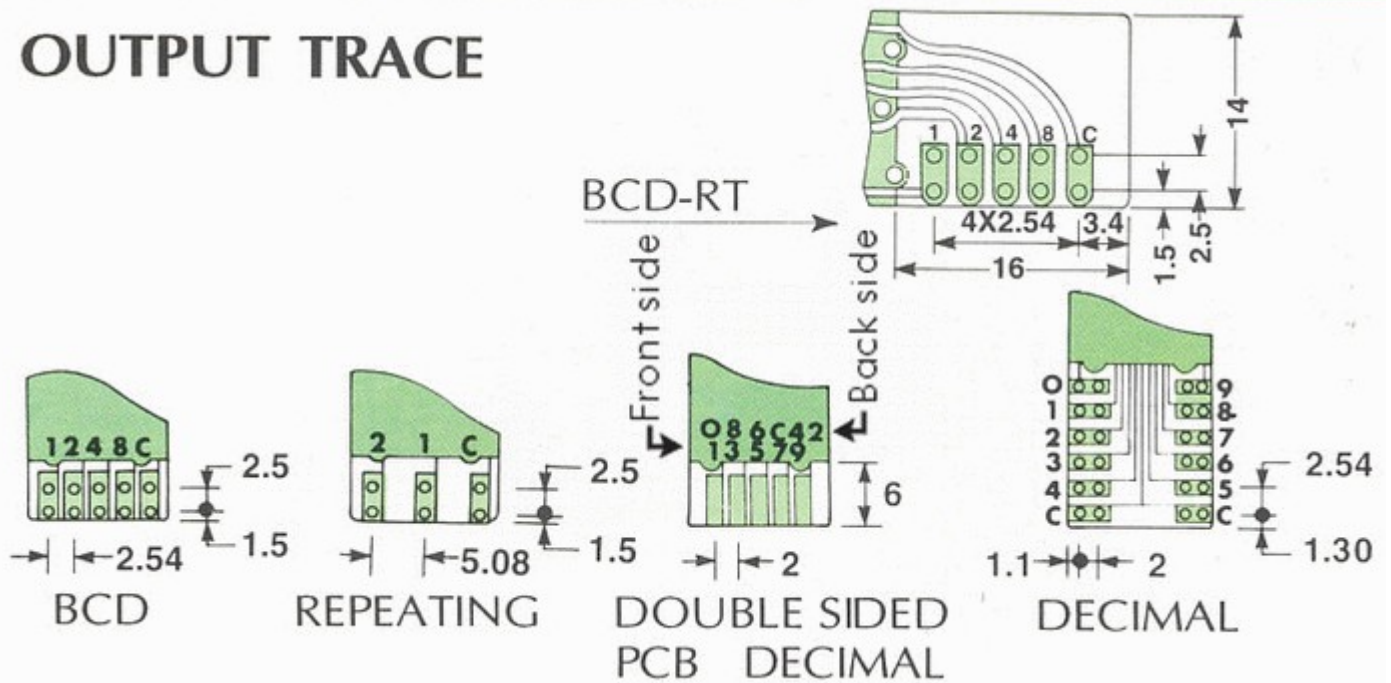 OUTPUT TRACE
1 2 4 8 C
14
BCD-RT
4X2.54
3.4
16
1.5
2.5
Front side
Back side
1 2 4 8 C
2.5
1.5
2.54
BCD
2 1 C
2.5
1.5
5.08
REPEATING
O 8 6 C 4 2
1 3 5 7 9
6
2
DOUBLE SIDED
PCB DECIMAL
O 9
1 8
2 7
3 6
4 5
C C
2.54
1.30
1.1
2
DECIMAL